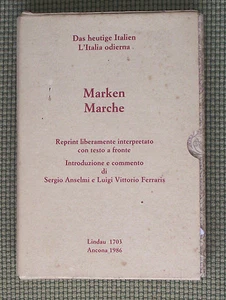 Das heutige Italien
L'Italia odierna
Marken
Marche
Reprint liberamente interpretato
con testo a fronte
Introduzione e commento
di
Sergio Anselmi e Luigi Vittorio Ferraris
Lindau 1703
Ancona 1986